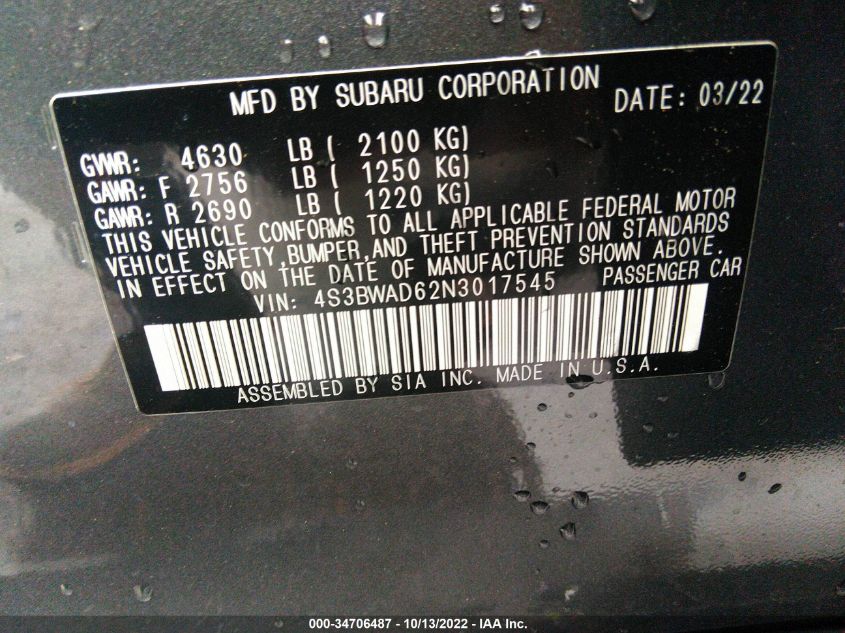 MFD BY SUBARU CORPORATION DATE: 03/22
GVWR: 4630 LB ( 2100 KG)
GAWR: F 2756 LB ( 1250 KG)
GAWR: R 2690 LB ( 1220 KG)
THIS VEHICLE CONFORMS TO ALL APPLICABLE FEDERAL MOTOR
VEHICLE SAFETY, BUMPER, AND THEFT PREVENTION STANDARDS
IN EFFECT ON THE DATE OF MANUFACTURE SHOWN ABOVE.
VIN: 4S3BWAD62N3017545 PASSENGER CAR
ASSEMBLED BY SIA INC. MADE IN U.S.A.
000-34706487 - 10/13/2022 - IAA Inc.